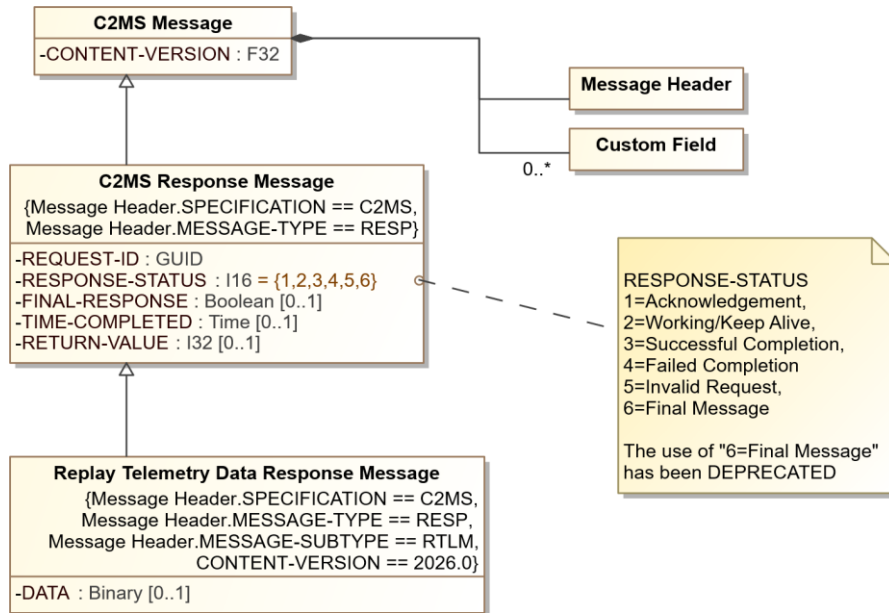 C2MS Message
-CONTENT-VERSION : F32
Message Header
Custom Field
0..*
C2MS Response Message
{Message Header.SPECIFICATION == C2MS,
Message Header.MESSAGE-TYPE == RESP}
-REQUEST-ID : GUID
-RESPONSE-STATUS : I16 = {1,2,3,4,5,6}
-FINAL-RESPONSE : Boolean [0..1]
-TIME-COMPLETED : Time [0..1]
-RETURN-VALUE : I32 [0..1]
RESPONSE-STATUS
1=Acknowledgement,
2=Working/Keep Alive,
3=Successful Completion,
4=Failed Completion
5=Invalid Request,
6=Final Message
The use of "6=Final Message"
has been DEPRECATED
Replay Telemetry Data Response Message
{Message Header.SPECIFICATION == C2MS,
Message Header.MESSAGE-TYPE == RESP,
Message Header.MESSAGE-SUBTYPE == RTLM,
CONTENT-VERSION == 2026.0}
-DATA : Binary [0..1]